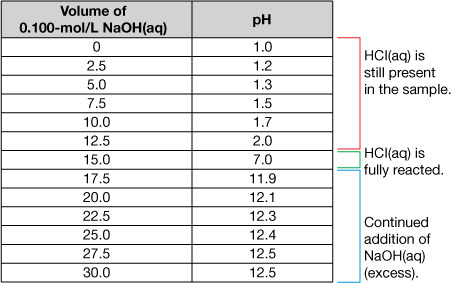 Volume of
0.100-mol/L NaOH(aq)
pH
0 1.0
2.5 1.2
5.0 1.3
7.5 1.5
10.0 1.7
12.5 2.0
15.0 7.0
17.5 11.9
20.0 12.1
22.5 12.3
25.0 12.4
27.5 12.5
30.0 12.5
HCl(aq) is
still present
in the sample.
HCl(aq) is
fully reacted.
Continued
addition of
NaOH(aq)
(excess).